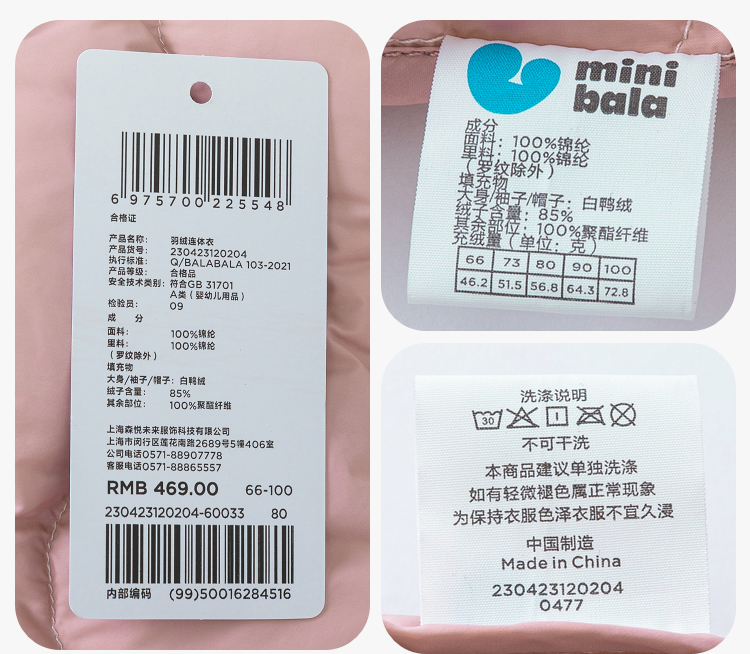 6 975700 225548
合格证
产品名称: 羽绒连体衣
产品货号: 230423120204
执行标准: Q/BALABALA 103-2021
产品等级: 合格品
安全技术类别: 符合GB 31701
A类 (婴幼儿用品)
检验员: 09
成 分
面料: 100%锦纶
里料: 100%锦纶
(罗纹除外)
填充物
大身/袖子/帽子: 白鸭绒
绒子含量: 85%
其余部位: 100%聚酯纤维
上海森悦未来服饰科技有限公司
上海市闵行区莲花南路2689号5幢406室
公司电话0571-88907778
客服电话0571-88865557
RMB 469.00 66-100
230423120204-60033 80
内部编码 (99)50016284516
mini
bala
成分
面料: 100%锦纶
里料: 100%锦纶
(罗纹除外)
填充物
大身/袖子/帽子: 白鸭绒
绒子含量: 85%
其余部位: 100%聚酯纤维
充绒量 (单位: 克)
66 73 80 90 100
46.2 51.5 56.8 64.3 72.8
洗涤说明
30
不可干洗
本商品建议单独洗涤
如有轻微褪色属正常现象
为保持衣服色泽衣服不宜久浸
中国制造
Made in China
230423120204
0477